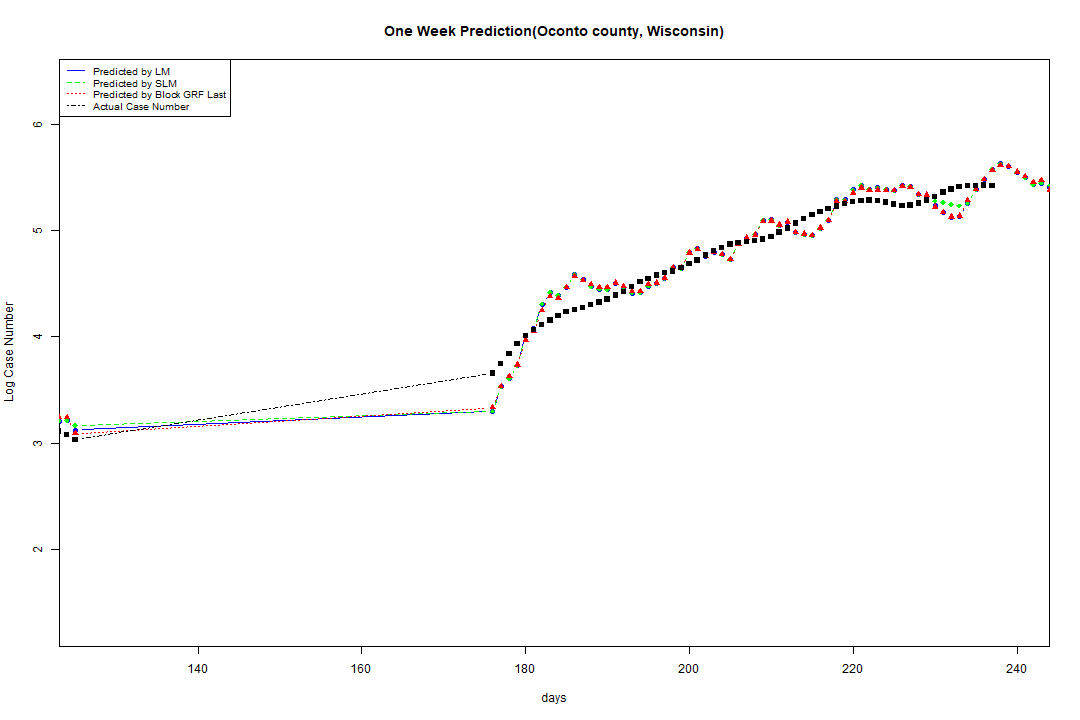 One Week Prediction(Oconto county, Wisconsin)
Predicted by LM
Predicted by SLM
Predicted by Block GRF Last
Actual Case Number
Log Case Number
6
5
4
3
2
140 160 180 200 220 240
days